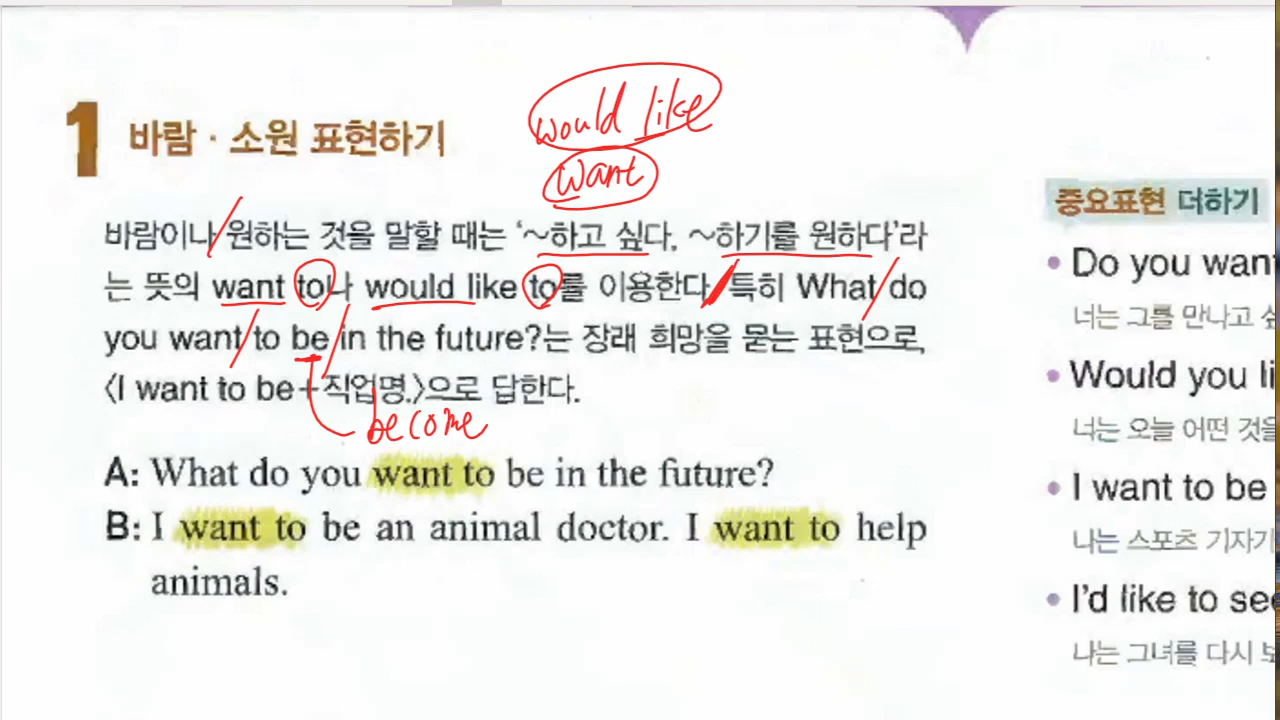 would like
want
1 바람 · 소원 표현하기
바람이나 원하는 것을 말할 때는 '~하고 싶다, ~하기를 원하다'라
는 뜻의 want to나 would like to를 이용한다. 특히 What do
you want to be in the future?는 장래 희망을 묻는 표현으로,
〈I want to be+직업명.〉으로 답한다.
become
A: What do you want to be in the future?
B: I want to be an animal doctor. I want to help
animals.
중요표현 더하기
• Do you want
너는 그를 만나고
• Would you
너는 오늘 어떤 것을
• I want to be
나는 스포츠 기자가
• I'd like to see
나는 그녀를 다시